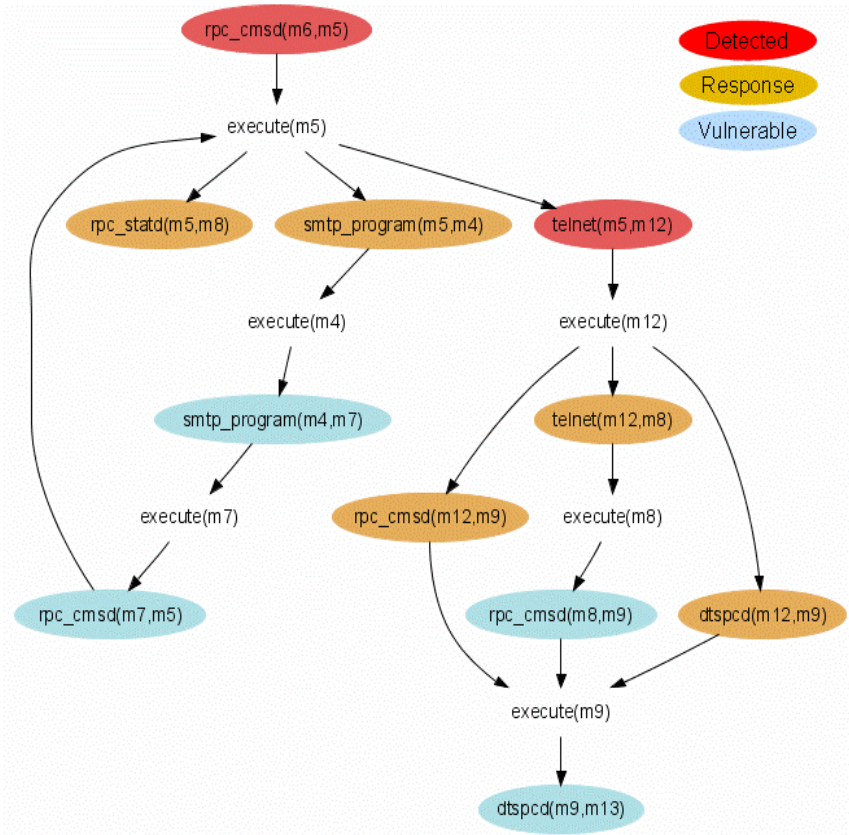 rpc_cmsd(m6,m5)
Detected
Response
Vulnerable
execute(m5)
rpc_statd(m5,m8)
smtp_program(m5,m4)
telnet(m5,m12)
execute(m4)
execute(m12)
smtp_program(m4,m7)
telnet(m12,m8)
execute(m7)
rpc_cmsd(m12,m9)
execute(m8)
rpc_cmsd(m7,m5)
rpc_cmsd(m8,m9)
dtspcd(m12,m9)
execute(m9)
dtspcd(m9,m13)